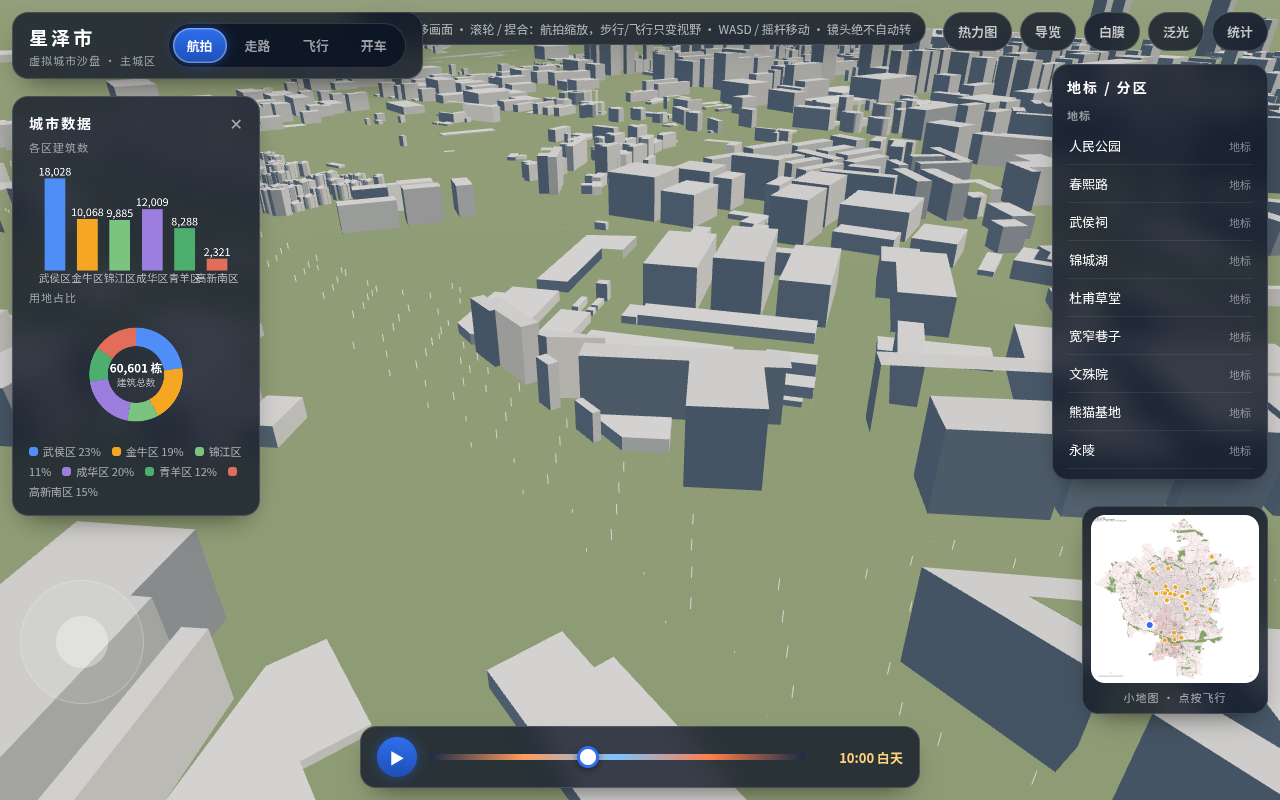 星泽市
虚拟城市沙盘 · 主城区
航拍
走路
飞行
开车
画面 · 滚轮 / 捏合：航拍缩放，步行/飞行只变视野 · WASD / 摇杆移动 · 镜头绝不自动转
热力图
导览
白膜
泛光
统计
城市数据
✕
各区建筑数
18,028
10,068
9,885
12,009
8,288
2,321
武侯区
金牛区
锦江区
成华区
青羊区
高新南区
用地占比
60,601 栋
建筑总数
武侯区 23% 金牛区 19% 锦江区
11% 成华区 20% 青羊区 12%
高新南区 15%
地标 / 分区
地标
人民公园 地标
春熙路 地标
武侯祠 地标
锦城湖 地标
杜甫草堂 地标
宽窄巷子 地标
文殊院 地标
熊猫基地 地标
永陵 地标
小地图 · 点按飞行
10:00 白天